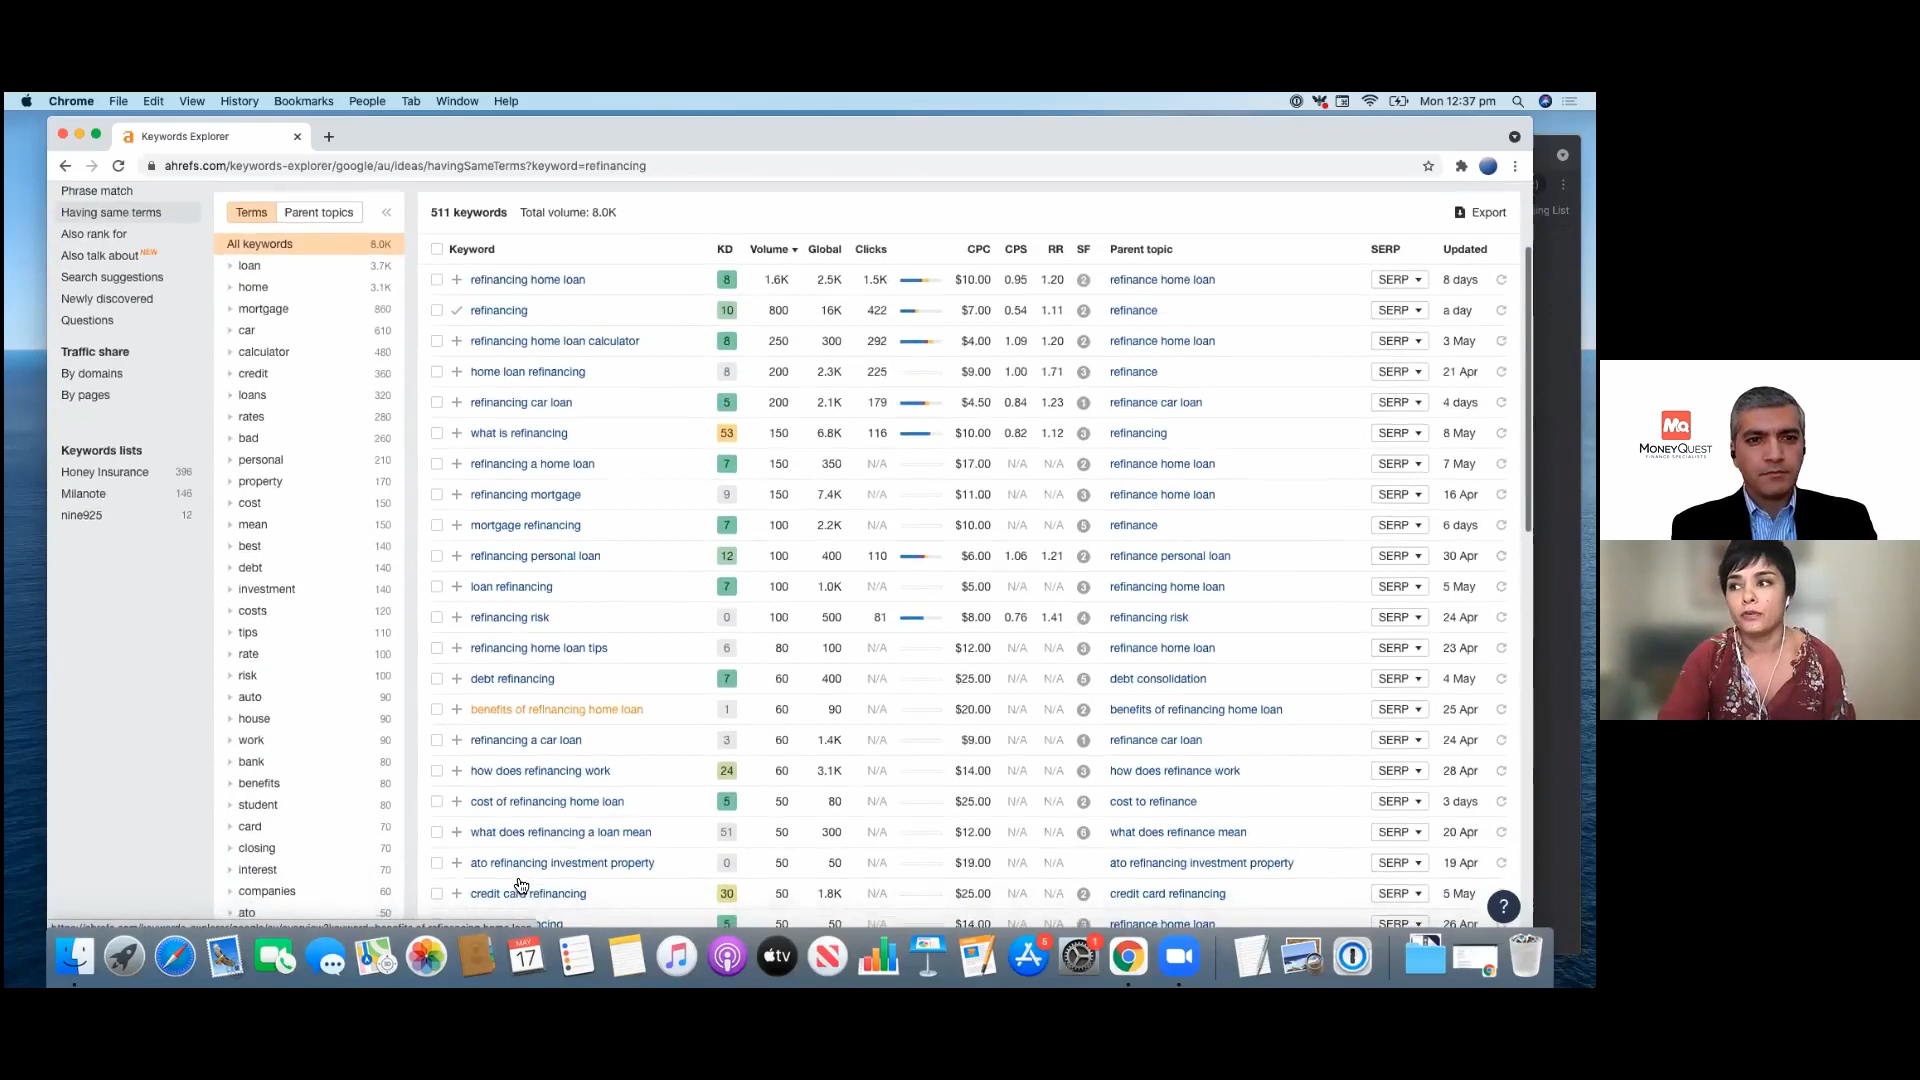 Chrome File Edit View History Bookmarks People Tab Window Help Mon 12:37 pm
Keywords Explorer
ahrefs.com/keywords-explorer/google/au/ideas/havingSameTerms?keyword=refinancing
ing List
Phrase match
Having same terms
Also rank for
Also talk about NEW
Search suggestions
Newly discovered
Questions
Traffic share
By domains
By pages
Keywords lists
Honey Insurance 396
Milanote 146
nine925 12
Terms Parent topics «
All keywords 8.0K
loan 3.7K
home 3.1K
mortgage 860
car 610
calculator 480
credit 360
loans 320
rates 280
bad 260
personal 210
property 170
cost 150
mean 150
best 140
debt 140
investment 140
costs 120
tips 110
rate 100
risk 100
auto 90
house 90
work 90
bank 80
benefits 80
student 80
card 70
closing 70
interest 70
companies 60
ato 50
511 keywords Total volume: 8.0K Export
Keyword KD Volume Global Clicks CPC CPS RR SF Parent topic SERP Updated
refinancing home loan 8 1.6K 2.5K 1.5K $10.00 0.95 1.20 2 refinance home loan SERP 8 days
refinancing 10 800 16K 422 $7.00 0.54 1.11 2 refinance SERP a day
refinancing home loan calculator 8 250 300 292 $4.00 1.09 1.20 2 refinance home loan SERP 3 May
home loan refinancing 8 200 2.3K 225 $9.00 1.00 1.71 3 refinance SERP 21 Apr
refinancing car loan 5 200 2.1K 179 $4.50 0.84 1.23 1 refinance car loan SERP 4 days
what is refinancing 53 150 6.8K 116 $10.00 0.82 1.12 3 refinancing SERP 8 May
refinancing a home loan 7 150 350 N/A $17.00 N/A N/A 2 refinance home loan SERP 7 May
refinancing mortgage 9 150 7.4K N/A $11.00 N/A N/A 3 refinance home loan SERP 16 Apr
mortgage refinancing 7 100 2.2K N/A $10.00 N/A N/A 5 refinance SERP 6 days
refinancing personal loan 12 100 400 110 $6.00 1.06 1.21 2 refinance personal loan SERP 30 Apr
loan refinancing 7 100 1.0K N/A $5.00 N/A N/A 3 refinancing home loan SERP 5 May
refinancing risk 0 100 500 81 $8.00 0.76 1.41 4 refinancing risk SERP 24 Apr
refinancing home loan tips 6 80 100 N/A $12.00 N/A N/A 3 refinance home loan SERP 23 Apr
debt refinancing 7 60 400 N/A $25.00 N/A N/A 5 debt consolidation SERP 4 May
benefits of refinancing home loan 1 60 90 N/A $20.00 N/A N/A 2 benefits of refinancing home loan SERP 25 Apr
refinancing a car loan 3 60 1.4K N/A $9.00 N/A N/A 1 refinance car loan SERP 24 Apr
how does refinancing work 24 60 3.1K N/A $14.00 N/A N/A 3 how does refinance work SERP 28 Apr
cost of refinancing home loan 5 50 80 N/A $25.00 N/A N/A 2 cost to refinance SERP 3 days
what does refinancing a loan mean 51 50 300 N/A $12.00 N/A N/A 6 what does refinance mean SERP 20 Apr
ato refinancing investment property 0 50 50 N/A $19.00 N/A N/A ato refinancing investment property SERP 19 Apr
credit card refinancing 30 50 1.8K N/A $25.00 N/A N/A 2 credit card refinancing SERP 5 May
5 50 50 N/A $14.00 N/A N/A refinance home loan SERP 26 Apr
?
MAY
17
tv
5
1
MQ
MONEYQUEST
FINANCE SPECIALISTS